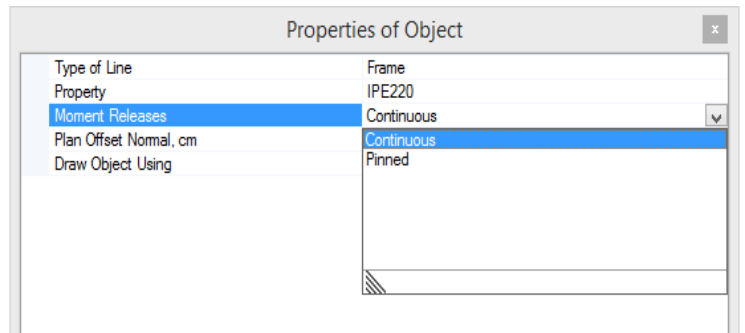 Properties of Object
x
Type of Line Frame
Property IPE220
Moment Releases Continuous
Plan Offset Normal, cm Continuous
Draw Object Using Pinned